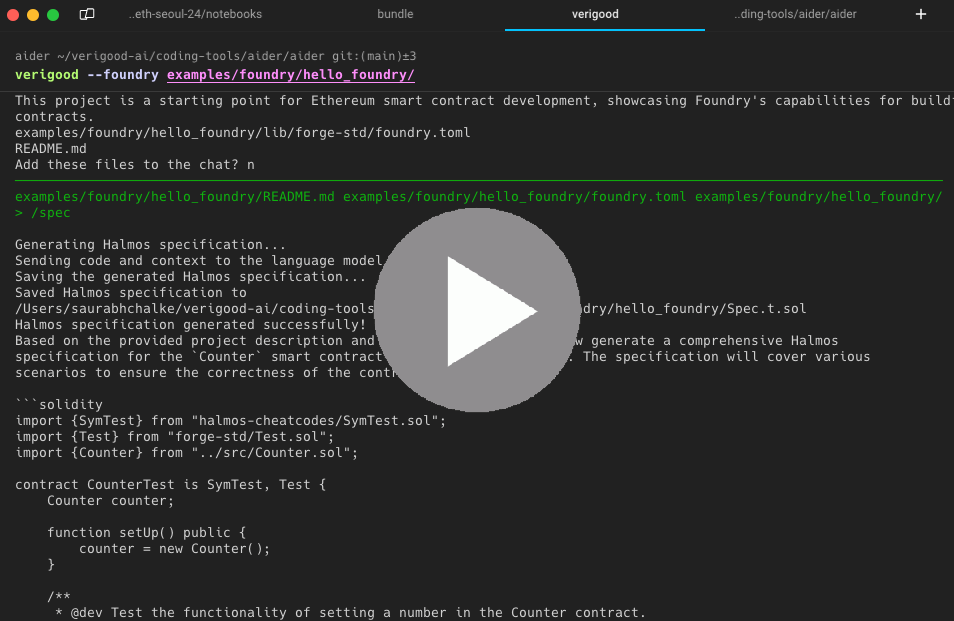 ..eth-seoul-24/notebooks bundle verigood ..ding-tools/aider/aider +
aider ~/verigood-ai/coding-tools/aider/aider git:(main)±3
verigood --foundry examples/foundry/hello_foundry/
This project is a starting point for Ethereum smart contract development, showcasing Foundry's capabilities for build
contracts.
examples/foundry/hello_foundry/lib/forge-std/foundry.toml
README.md
Add these files to the chat? n
examples/foundry/hello_foundry/README.md examples/foundry/hello_foundry/foundry.toml examples/foundry/hello_foundry/
> /spec
Generating Halmos specification...
Sending code and context to the language model
Saving the generated Halmos specification...
Saved Halmos specification to
/Users/saurabhchalke/verigood-ai/coding-tools dry/hello_foundry/Spec.t.sol
Halmos specification generated successfully!
Based on the provided project description and w generate a comprehensive Halmos
specification for the `Counter` smart contract . The specification will cover various
scenarios to ensure the correctness of the
```solidity
import {SymTest} from "halmos-cheatcodes/SymTest.sol";
import {Test} from "forge-std/Test.sol";
import {Counter} from "../src/Counter.sol";
contract CounterTest is SymTest, Test {
Counter counter;
function setUp() public {
counter = new Counter();
}
/**
* @dev Test the functionality of setting a number in the Counter contract.